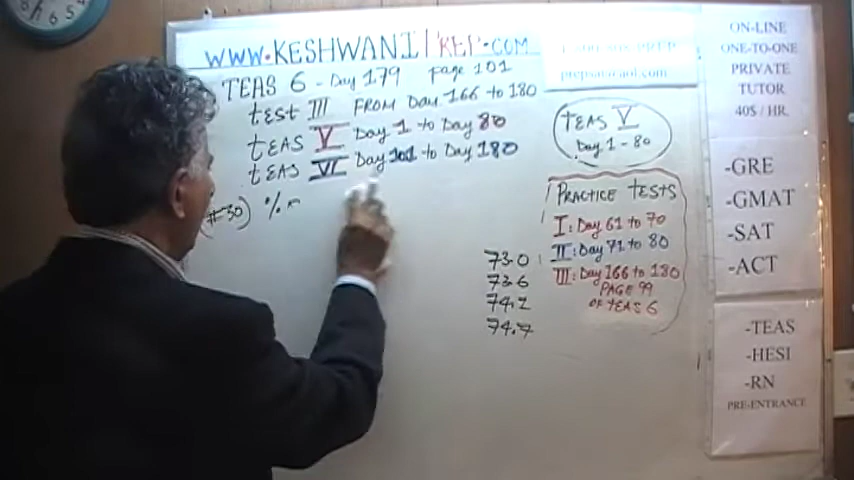 WWW.KESHWANI PREP.COM
TEAS 6 - Day 179 Page 101
test III FROM Day 166 to 180
tEAS V Day 1 to Day 80
tEAS VI Day 101 to Day 180
(#30) %
prepsat@aol.com
tEAS V
Day 1-80
PRACTICE tESTS
I: Day 61 to 70
II: Day 71 to 80
III: Day 166 to 180
PAGE 99
OF TEAS 6
73.0
73.6
74.2
74.7
ON-LINE
ONE-TO-ONE
PRIVATE
TUTOR
40$ / HR.
-GRE
-GMAT
-SAT
-ACT
-TEAS
-HESI
-RN
PRE-ENTRANCE